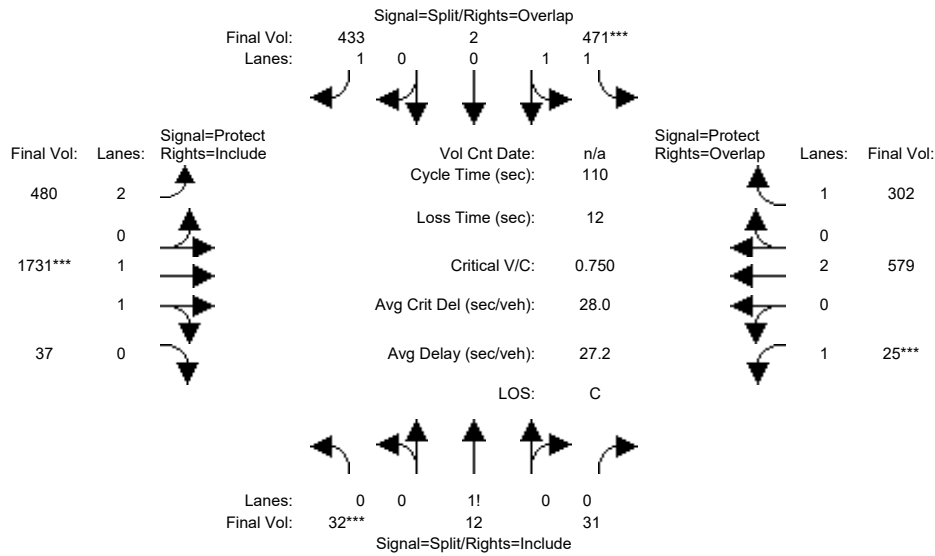 Signal=Split/Rights=Overlap
Final Vol: 433 2 471***
Lanes: 1 0 0 1 1
Signal=Protect
Final Vol: Lanes: Rights=Include
Vol Cnt Date: n/a
Signal=Protect
Rights=Overlap Lanes: Final Vol:
Cycle Time (sec): 110
480 2
1 302
Loss Time (sec): 12
0
0
1731*** 1
Critical V/C: 0.750
2 579
1
Avg Crit Del (sec/veh): 28.0
0
37 0
Avg Delay (sec/veh): 27.2
1 25***
LOS: C
Lanes: 0 0 1! 0 0
Final Vol: 32*** 12 31
Signal=Split/Rights=Include